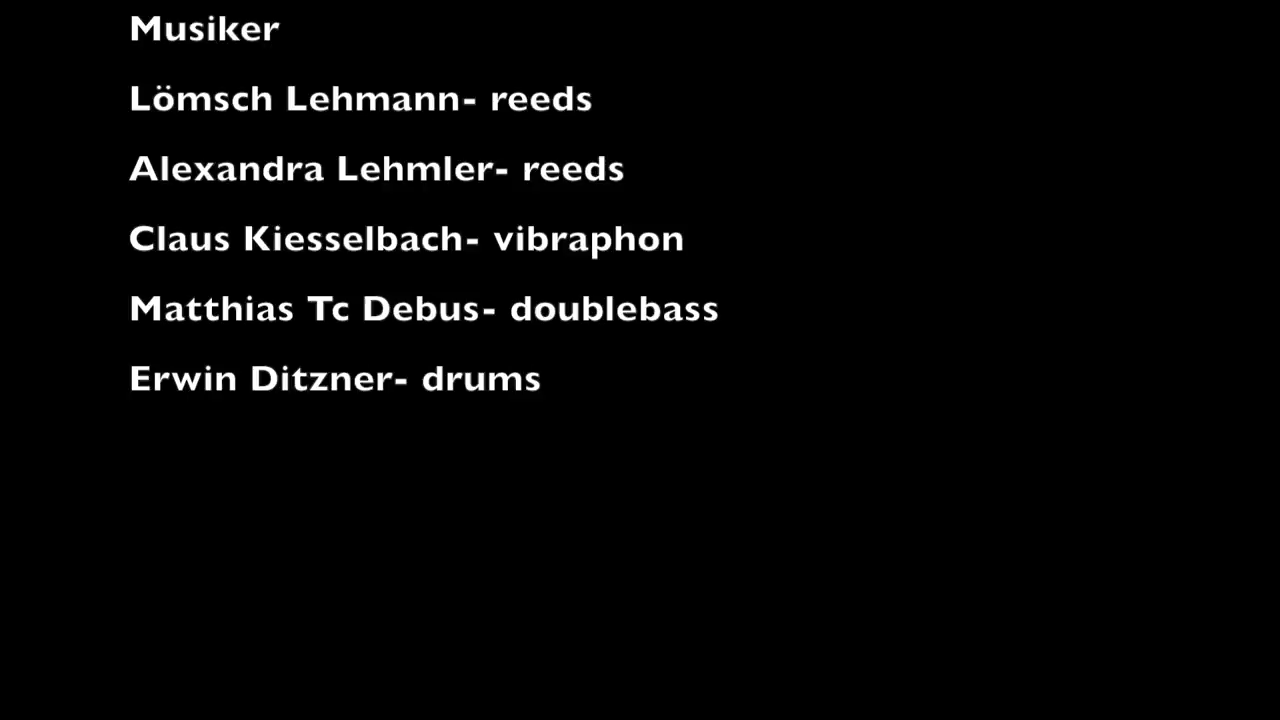 Musiker
Lömsch Lehmann- reeds
Alexandra Lehmler- reeds
Claus Kiesselbach- vibraphon
Matthias Tc Debus- doublebass
Erwin Ditzner- drums